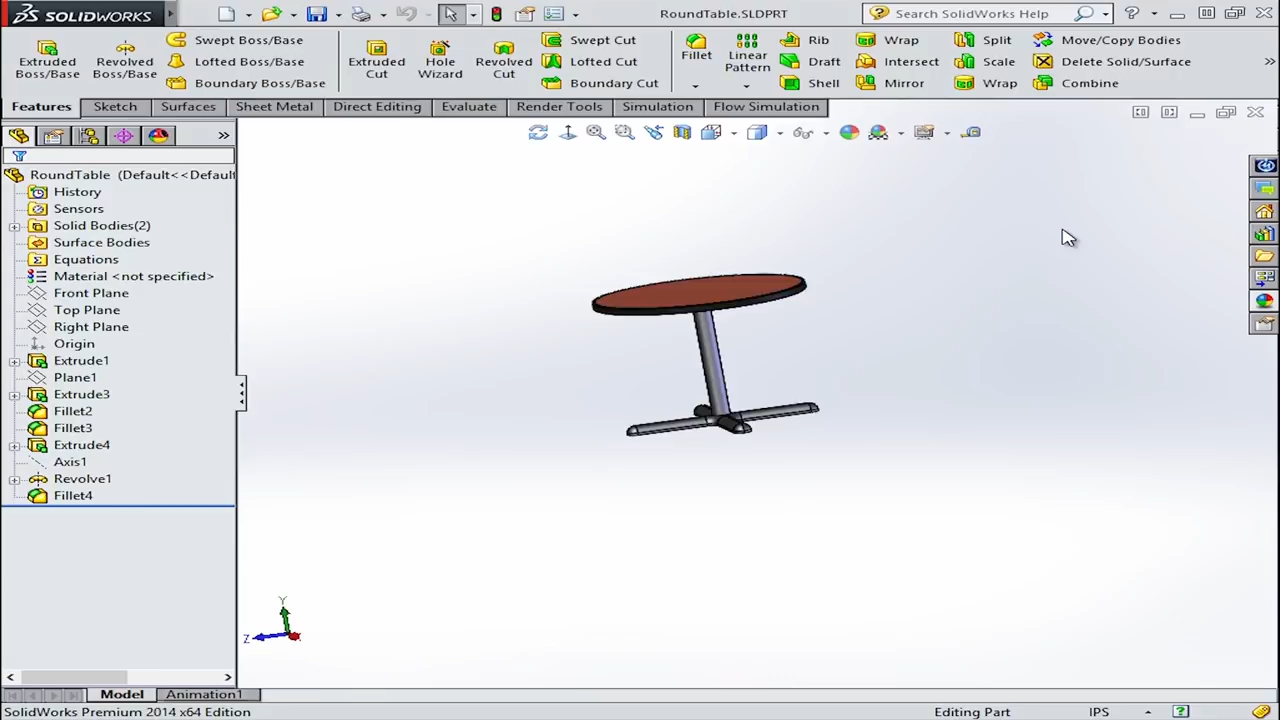 SOLIDWORKS
RoundTable.SLDPRT
Search SolidWorks Help
Extruded Boss/Base
Revolved Boss/Base
Swept Boss/Base
Lofted Boss/Base
Boundary Boss/Base
Extruded Cut
Hole Wizard
Revolved Cut
Swept Cut
Lofted Cut
Boundary Cut
Fillet
Linear Pattern
Rib
Draft
Shell
Wrap
Intersect
Mirror
Split
Scale
Wrap
Move/Copy Bodies
Delete Solid/Surface
Combine
Features
Sketch
Surfaces
Sheet Metal
Direct Editing
Evaluate
Render Tools
Simulation
Flow Simulation
RoundTable (Default<<Default
History
Sensors
Solid Bodies(2)
Surface Bodies
Equations
Material <not specified>
Front Plane
Top Plane
Right Plane
Origin
Extrude1
Plane1
Extrude3
Fillet2
Fillet3
Extrude4
Axis1
Revolve1
Fillet4
Y
Z
Model
Animation1
SolidWorks Premium 2014 x64 Edition
Editing Part
IPS